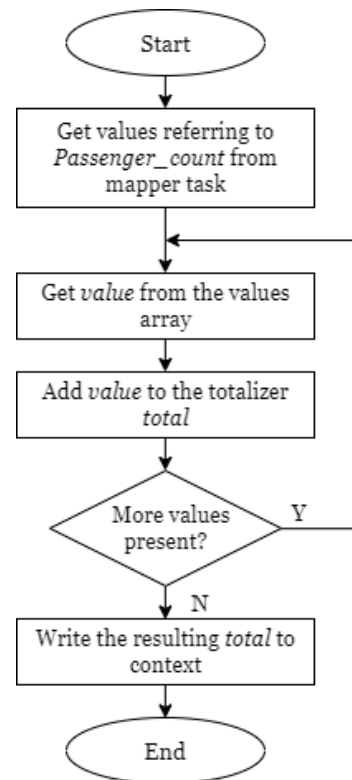 Start
Get values referring to
Passenger_count from
mapper task
Get value from the values
array
Add value to the totalizer
total
More values
present?
Y
N
Write the resulting total to
context
End